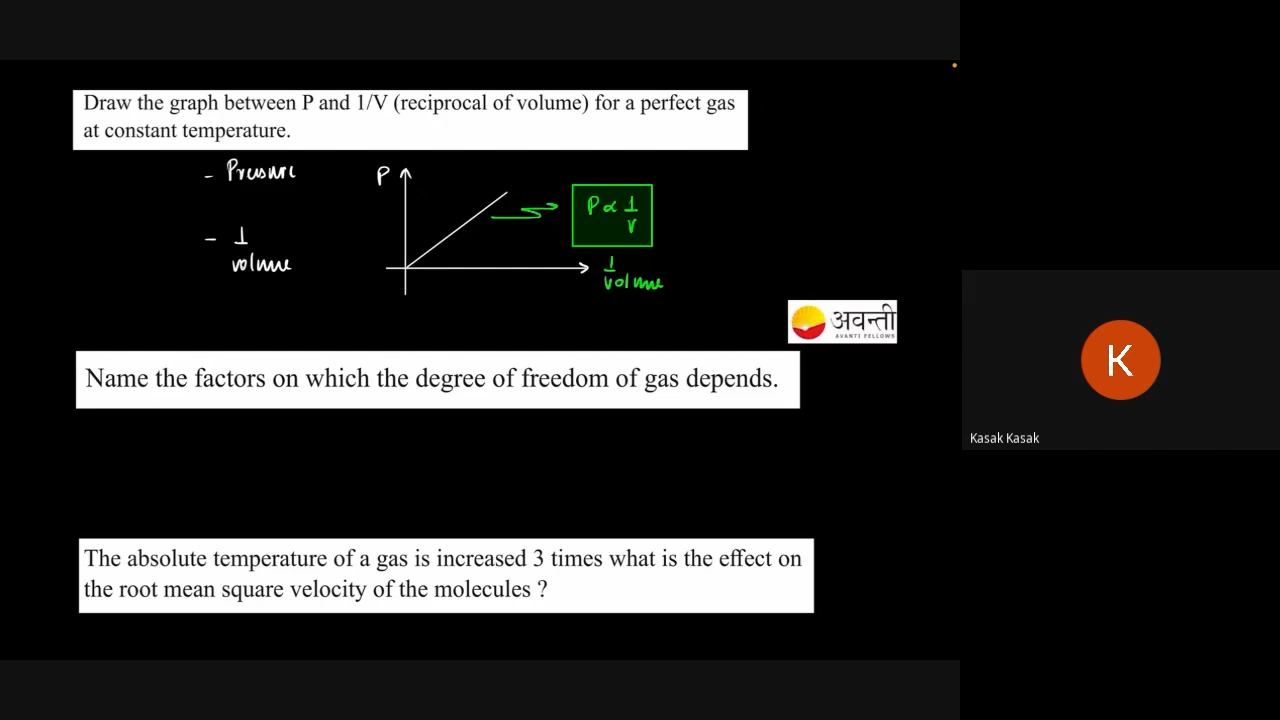 Draw the graph between P and 1/V (reciprocal of volume) for a perfect gas
at constant temperature.
- Pressure
P
P ∝ 1
V
- 1
volume
1
volume
अवन्ती
AVANTI FELLOWS
K
Name the factors on which the degree of freedom of gas depends.
Kasak Kasak
The absolute temperature of a gas is increased 3 times what is the effect on
the root mean square velocity of the molecules ?